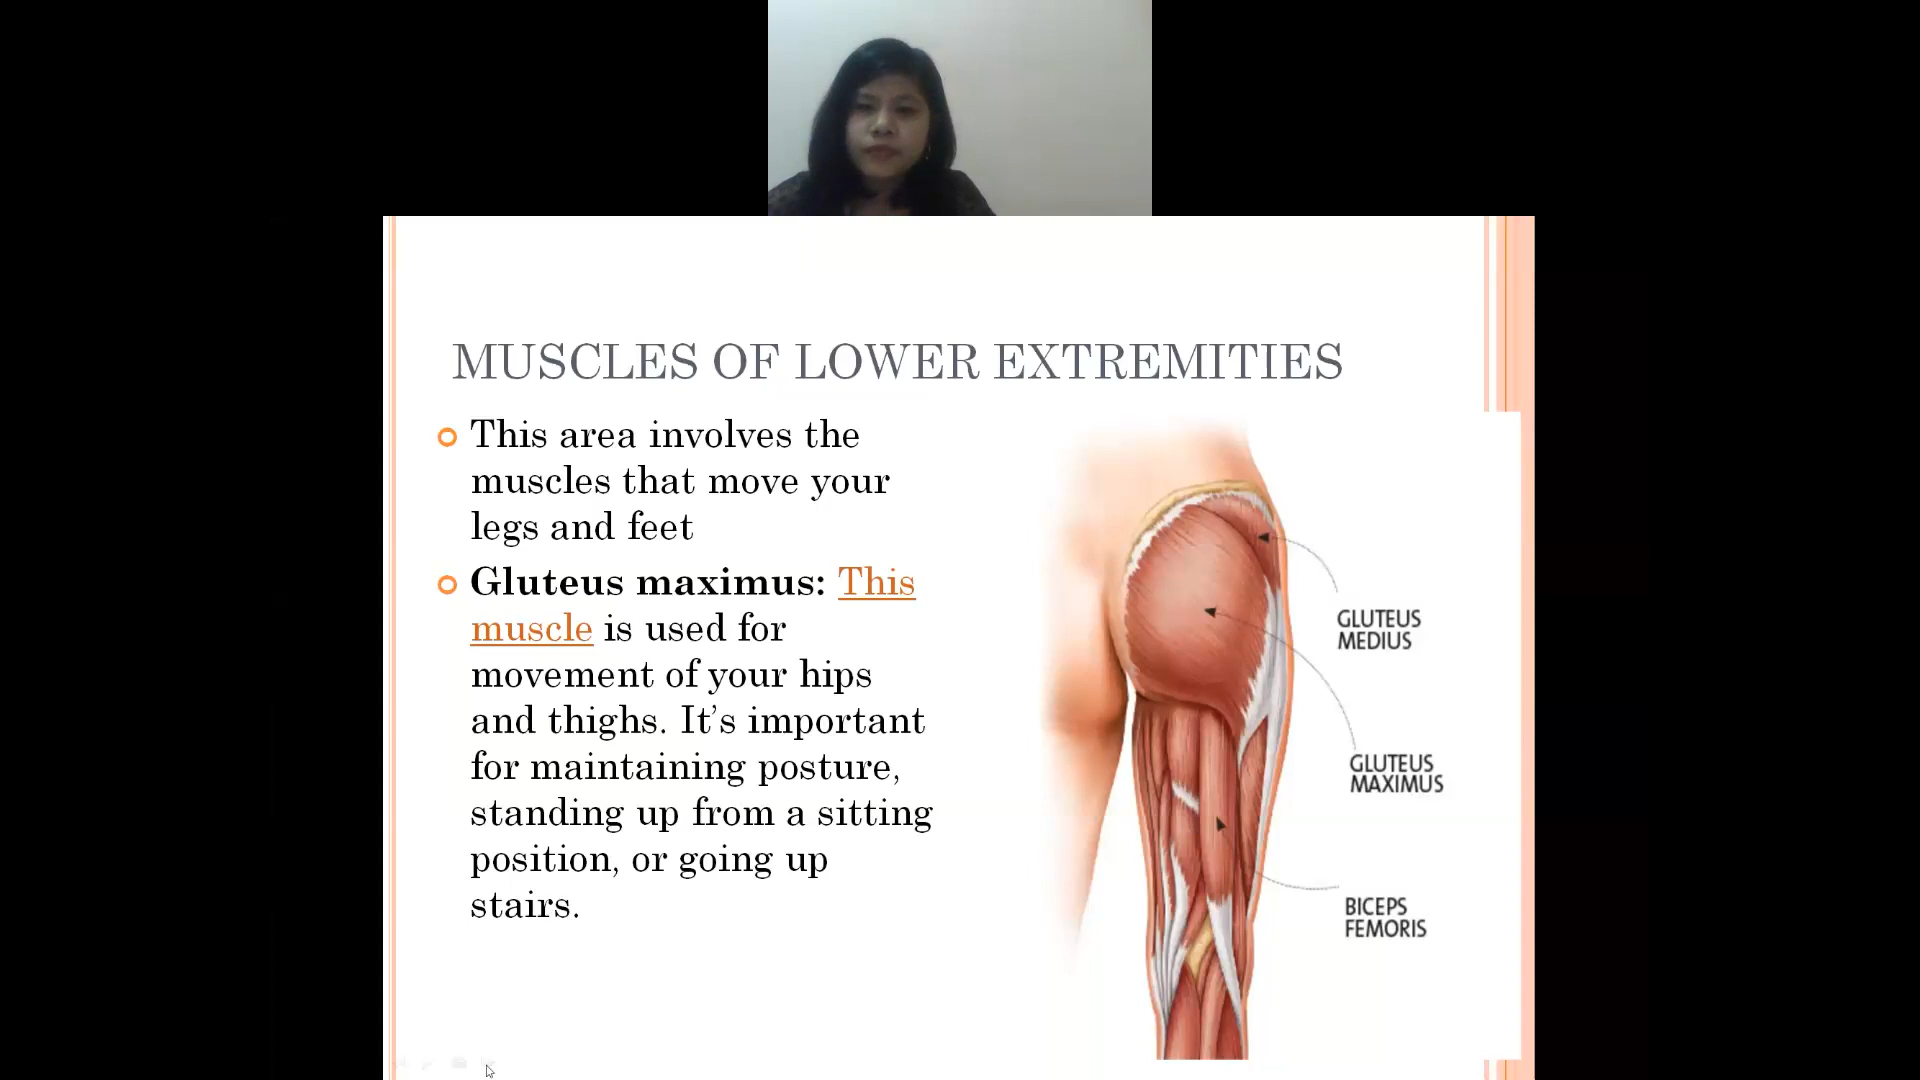 MUSCLES OF LOWER EXTREMITIES
This area involves the
muscles that move your
legs and feet
Gluteus maximus: This
muscle is used for
movement of your hips
and thighs. It’s important
for maintaining posture,
standing up from a sitting
position, or going up
stairs.
GLUTEUS
MEDIUS
GLUTEUS
MAXIMUS
BICEPS
FEMORIS